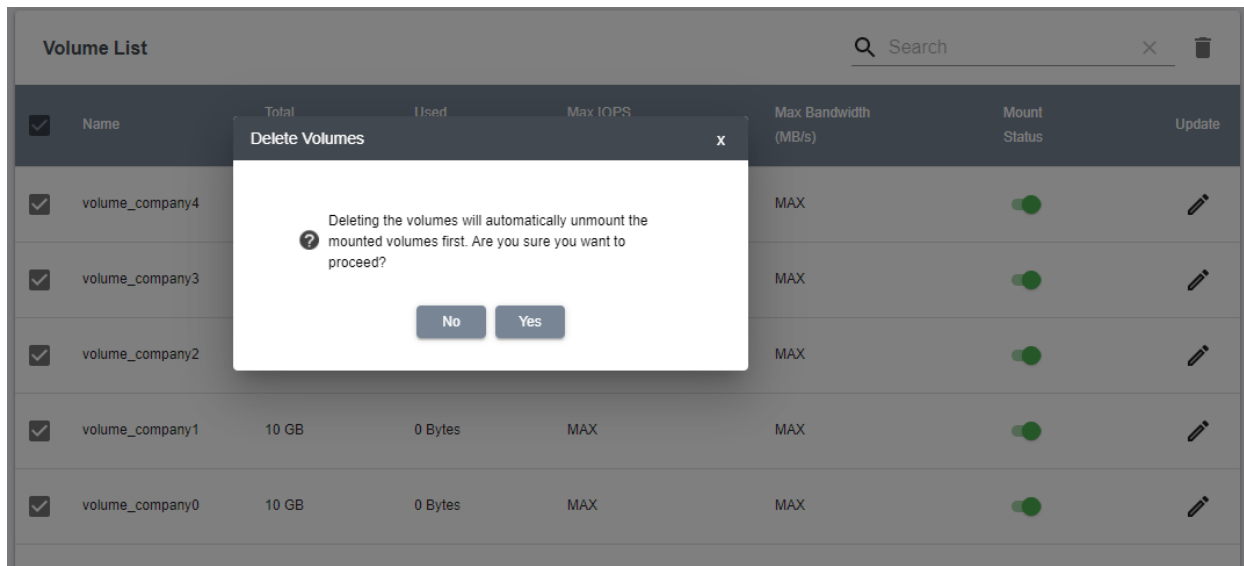 Volume List
Search
Name
Total
Used
Max IOPS
Max Bandwidth
(MB/s)
Mount
Status
Update
Delete Volumes
x
Deleting the volumes will automatically unmount the
mounted volumes first. Are you sure you want to
proceed?
No
Yes
volume_company4
MAX
volume_company3
MAX
volume_company2
MAX
volume_company1
10 GB
0 Bytes
MAX
MAX
volume_company0
10 GB
0 Bytes
MAX
MAX